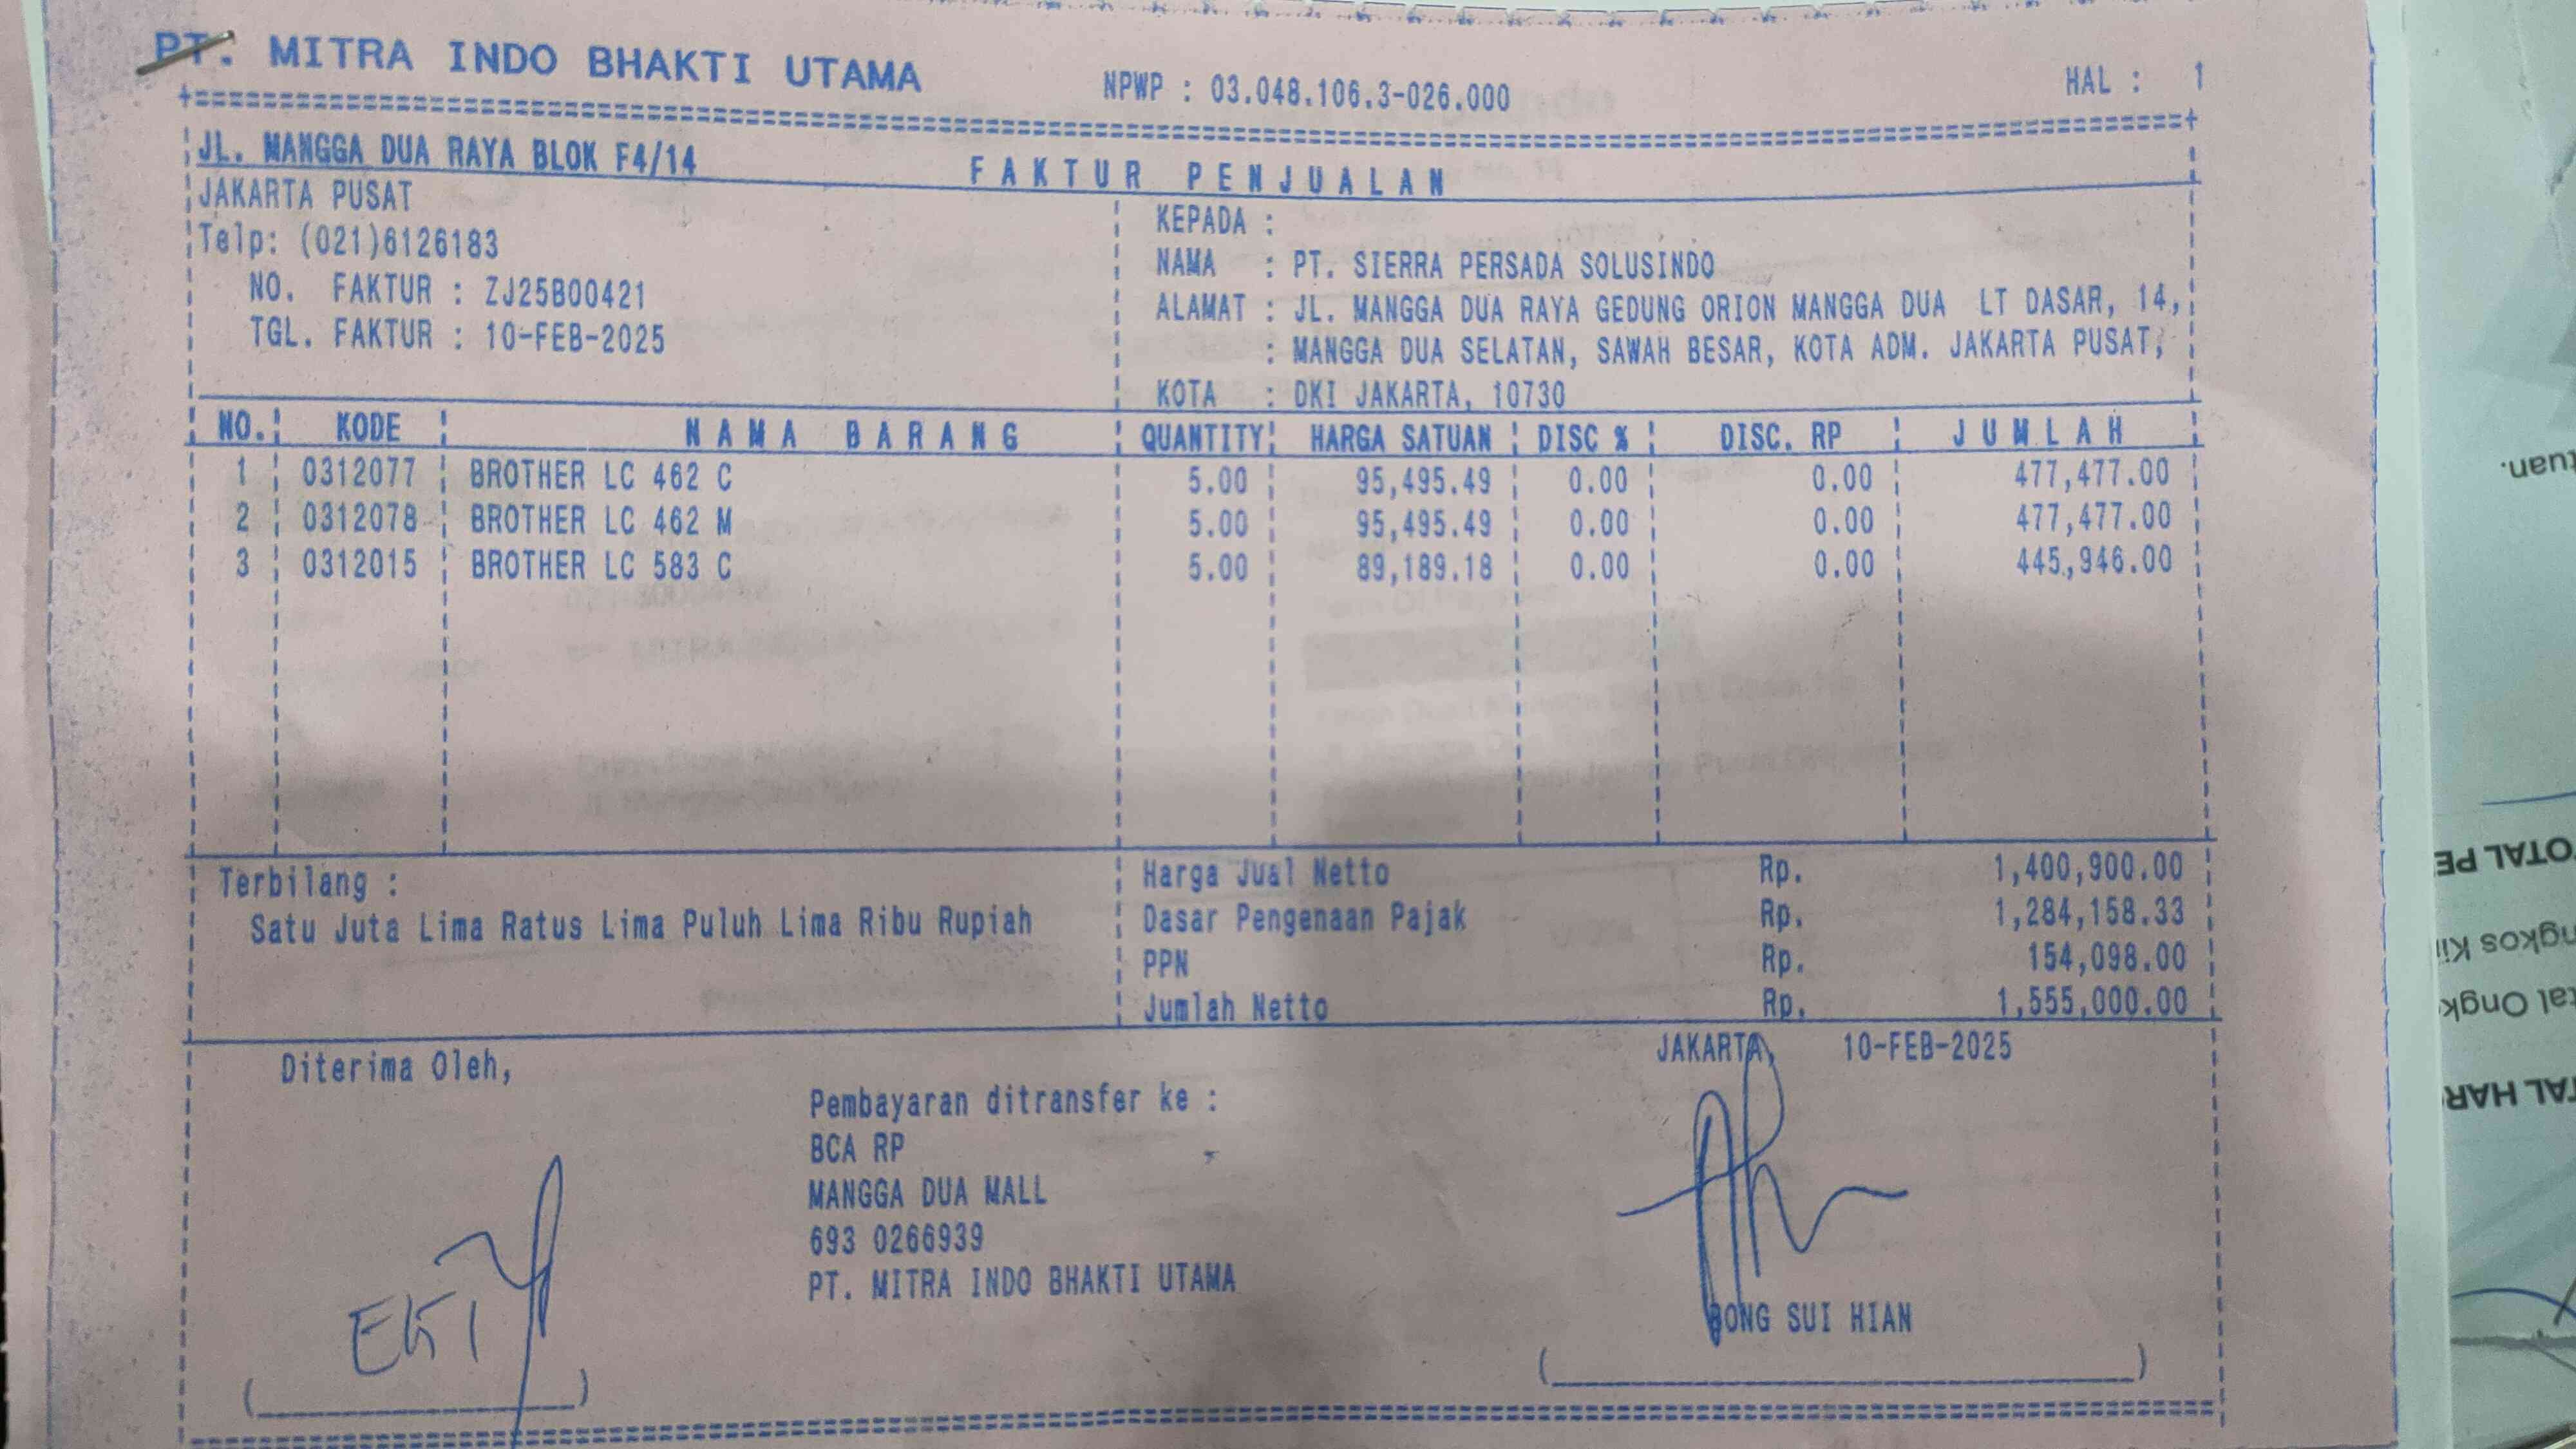 PT. MITRA INDO BHAKTI UTAMA
NPWP : 03.048.106.3-026.000
HAL : 1
JL. MANGGA DUA RAYA BLOK F4/14
FAKTUR PENJUALAN
JAKARTA PUSAT
Telp: (021)6126183
NO. FAKTUR : ZJ25B00421
TGL. FAKTUR : 10-FEB-2025
KEPADA :
NAMA : PT. SIERRA PERSADA SOLUSINDO
ALAMAT : JL. MANGGA DUA RAYA GEDUNG ORION MANGGA DUA LT DASAR, 14,
: MANGGA DUA SELATAN, SAWAH BESAR, KOTA ADM. JAKARTA PUSAT,
KOTA : DKI JAKARTA, 10730
NO. KODE NAMA BARANG QUANTITY HARGA SATUAN DISC % DISC. RP JUMLAH
1 0312077 BROTHER LC 462 C 5.00 95,495.49 0.00 0.00 477,477.00
2 0312078 BROTHER LC 462 M 5.00 95,495.49 0.00 0.00 477,477.00
3 0312015 BROTHER LC 583 C 5.00 89,189.18 0.00 0.00 445,946.00
Terbilang :
Satu Juta Lima Ratus Lima Puluh Lima Ribu Rupiah
Harga Jual Netto Rp. 1,400,900.00
Dasar Pengenaan Pajak Rp. 1,284,158.33
PPN Rp. 154,098.00
Jumlah Netto Rp. 1,555,000.00
Diterima Oleh,
EKI
Pembayaran ditransfer ke :
BCA RP
MANGGA DUA MALL
693 0266939
PT. MITRA INDO BHAKTI UTAMA
JAKARTA, 10-FEB-2025
BONG SUI HIAN